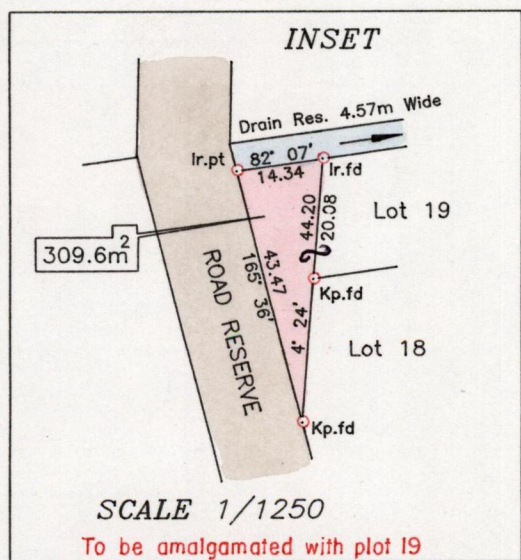 INSET
Drain Res. 4.57m Wide
Ir.pt
82° 07'
14.34
Ir.fd
44.20
20.08
Lot 19
309.6m²
ROAD RESERVE
43.47
165° 36'
Kp.fd
4° 24'
Lot 18
Kp.fd
SCALE 1/1250
To be amalgamated with plot 19